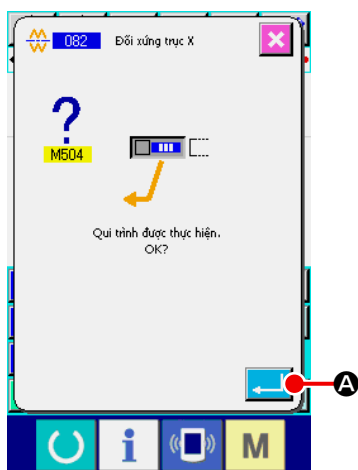 082 Đối xứng trục X
?
M504
Qui trình được thực hiện.
OK?
A
i
M